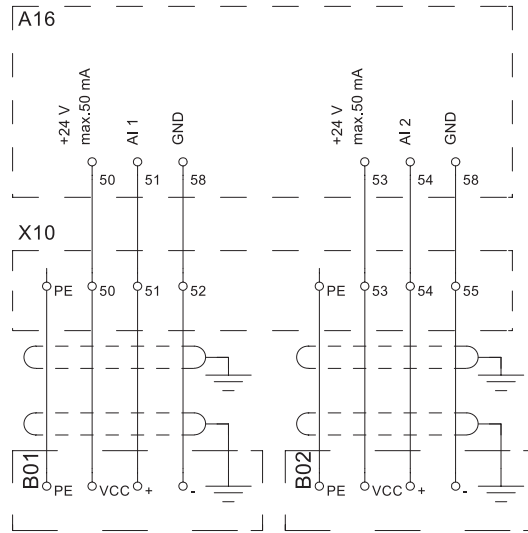 A16
+24 V
max.50 mA
AI 1
GND
+24 V
max.50 mA
AI 2
GND
50 51 58 53 54 58
X10
PE 50 51 52 PE 53 54 55
B01
PE VCC + -
B02
PE VCC + -